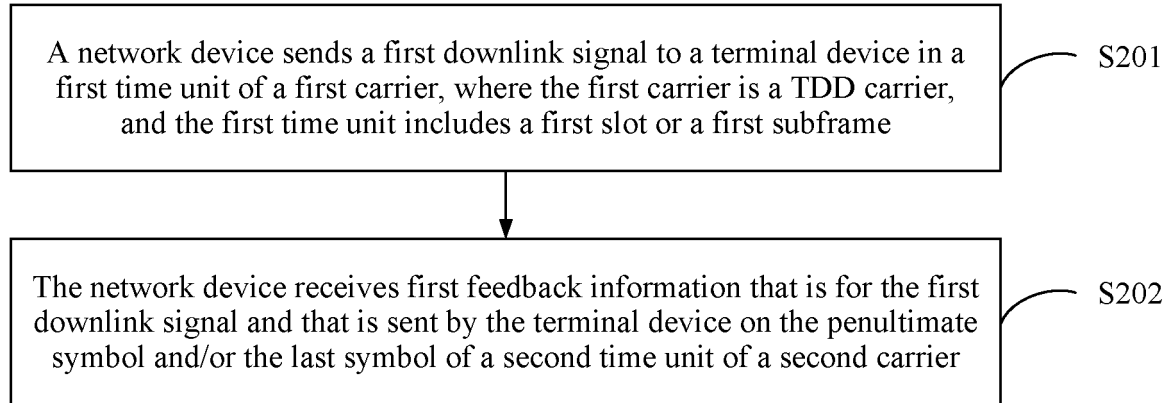 A network device sends a first downlink signal to a terminal device in a
first time unit of a first carrier, where the first carrier is a TDD carrier,
and the first time unit includes a first slot or a first subframe
S201
The network device receives first feedback information that is for the first
downlink signal and that is sent by the terminal device on the penultimate
symbol and/or the last symbol of a second time unit of a second carrier
S202